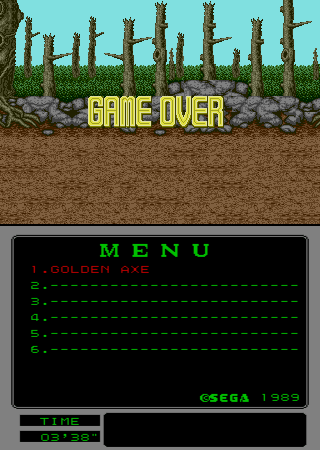 GAME OVER
MENU
1.GOLDEN AXE
2.--------------------------
3.--------------------------
4.--------------------------
5.--------------------------
6.--------------------------
©SEGA 1989
TIME
03'38"